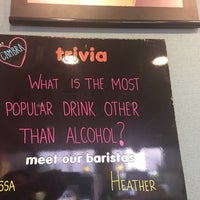 CAMBRA
trivia
WHAT IS THE MOST
POPULAR DRINK OTHER
THAN ALCOHOL?
meet our baristas
SSA HEATHER